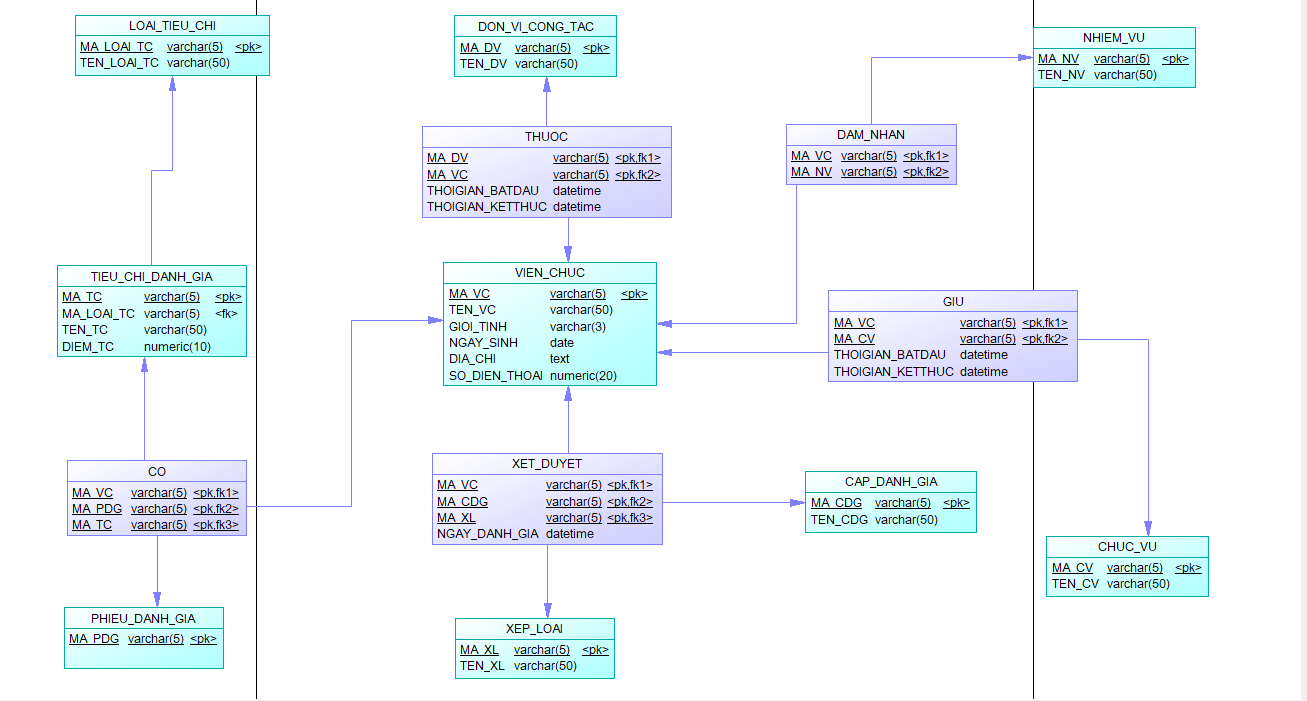 LOAI_TIEU_CHI
MA_LOAI_TC varchar(5) <pk>
TEN_LOAI_TC varchar(50)
DON_VI_CONG_TAC
MA_DV varchar(5) <pk>
TEN_DV varchar(50)
NHIEM_VU
MA_NV varchar(5) <pk>
TEN_NV varchar(50)
THUOC
MA_DV varchar(5) <pk,fk1>
MA_VC varchar(5) <pk,fk2>
THOIGIAN_BATDAU datetime
THOIGIAN_KETTHUC datetime
DAM_NHAN
MA_VC varchar(5) <pk,fk1>
MA_NV varchar(5) <pk,fk2>
TIEU_CHI_DANH_GIA
MA_TC varchar(5) <pk>
MA_LOAI_TC varchar(5) <fk>
TEN_TC varchar(50)
DIEM_TC numeric(10)
VIEN_CHUC
MA_VC varchar(5) <pk>
TEN_VC varchar(50)
GIOI_TINH varchar(3)
NGAY_SINH date
DIA_CHI text
SO_DIEN_THOAI numeric(20)
GIU
MA_VC varchar(5) <pk,fk1>
MA_CV varchar(5) <pk,fk2>
THOIGIAN_BATDAU datetime
THOIGIAN_KETTHUC datetime
CO
MA_VC varchar(5) <pk,fk1>
MA_PDG varchar(5) <pk,fk2>
MA_TC varchar(5) <pk,fk3>
XET_DUYET
MA_VC varchar(5) <pk,fk1>
MA_CDG varchar(5) <pk,fk2>
MA_XL varchar(5) <pk,fk3>
NGAY_DANH_GIA datetime
CAP_DANH_GIA
MA_CDG varchar(5) <pk>
TEN_CDG varchar(50)
CHUC_VU
MA_CV varchar(5) <pk>
TEN_CV varchar(50)
PHIEU_DANH_GIA
MA_PDG varchar(5) <pk>
XEP_LOAI
MA_XL varchar(5) <pk>
TEN_XL varchar(50)